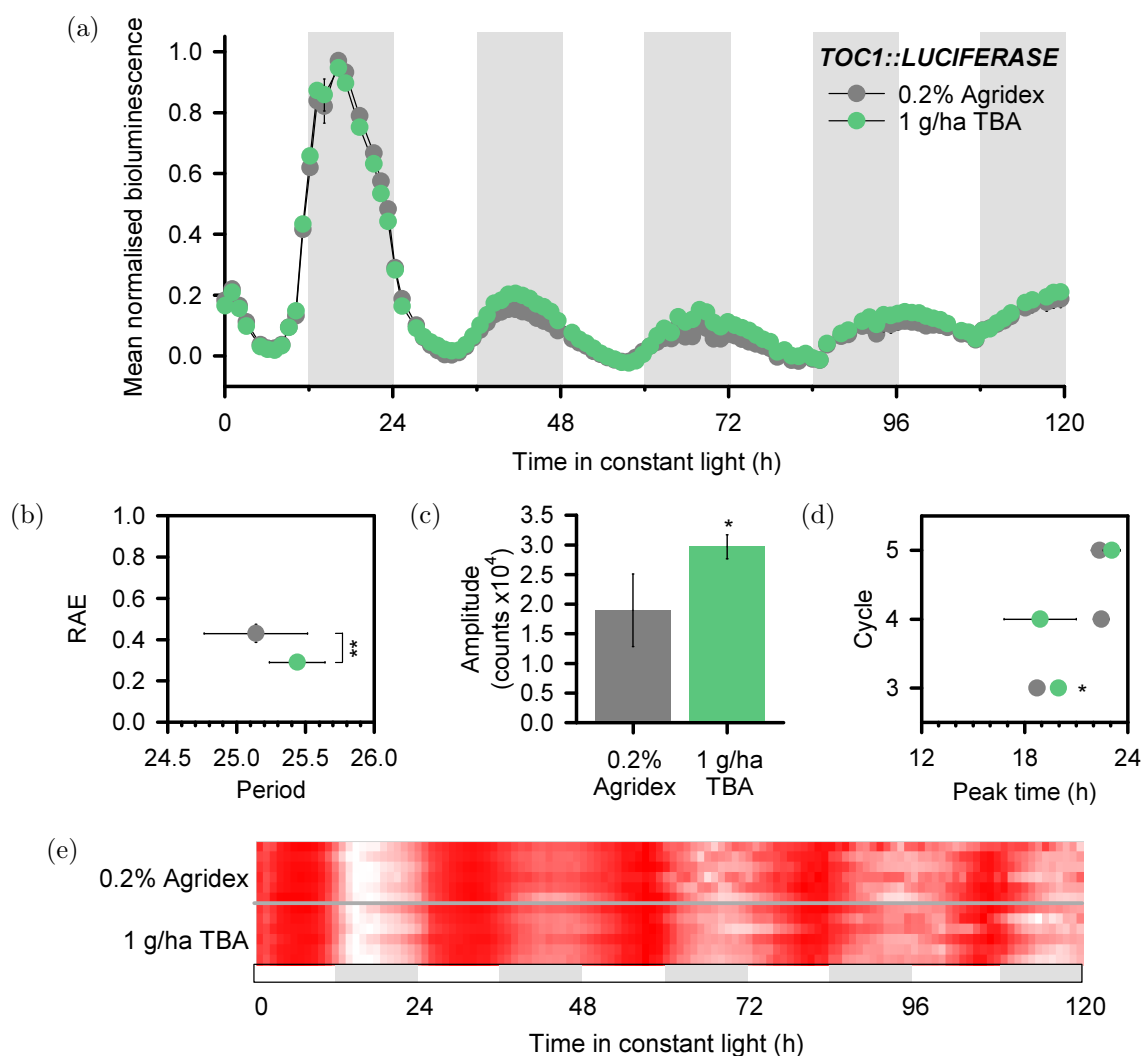 (a)
Mean normalised bioluminescence
1.0
0.8
0.6
0.4
0.2
0.0
TOC1::LUCIFERASE
0.2% Agridex
1 g/ha TBA
0 24 48 72 96 120
Time in constant light (h)
(b)
RAE
1.0
0.8
0.6
0.4
0.2
0.0
**
24.5 25.0 25.5 26.0
Period
(c)
Amplitude
(counts x10⁴)
3.5
3.0
2.5
2.0
1.5
1.0
0.5
0.0
*
0.2% 1 g/ha
Agridex TBA
(d)
Cycle
5
4
3
*
12 18 24
Peak time (h)
(e)
0.2% Agridex
1 g/ha TBA
0 24 48 72 96 120
Time in constant light (h)